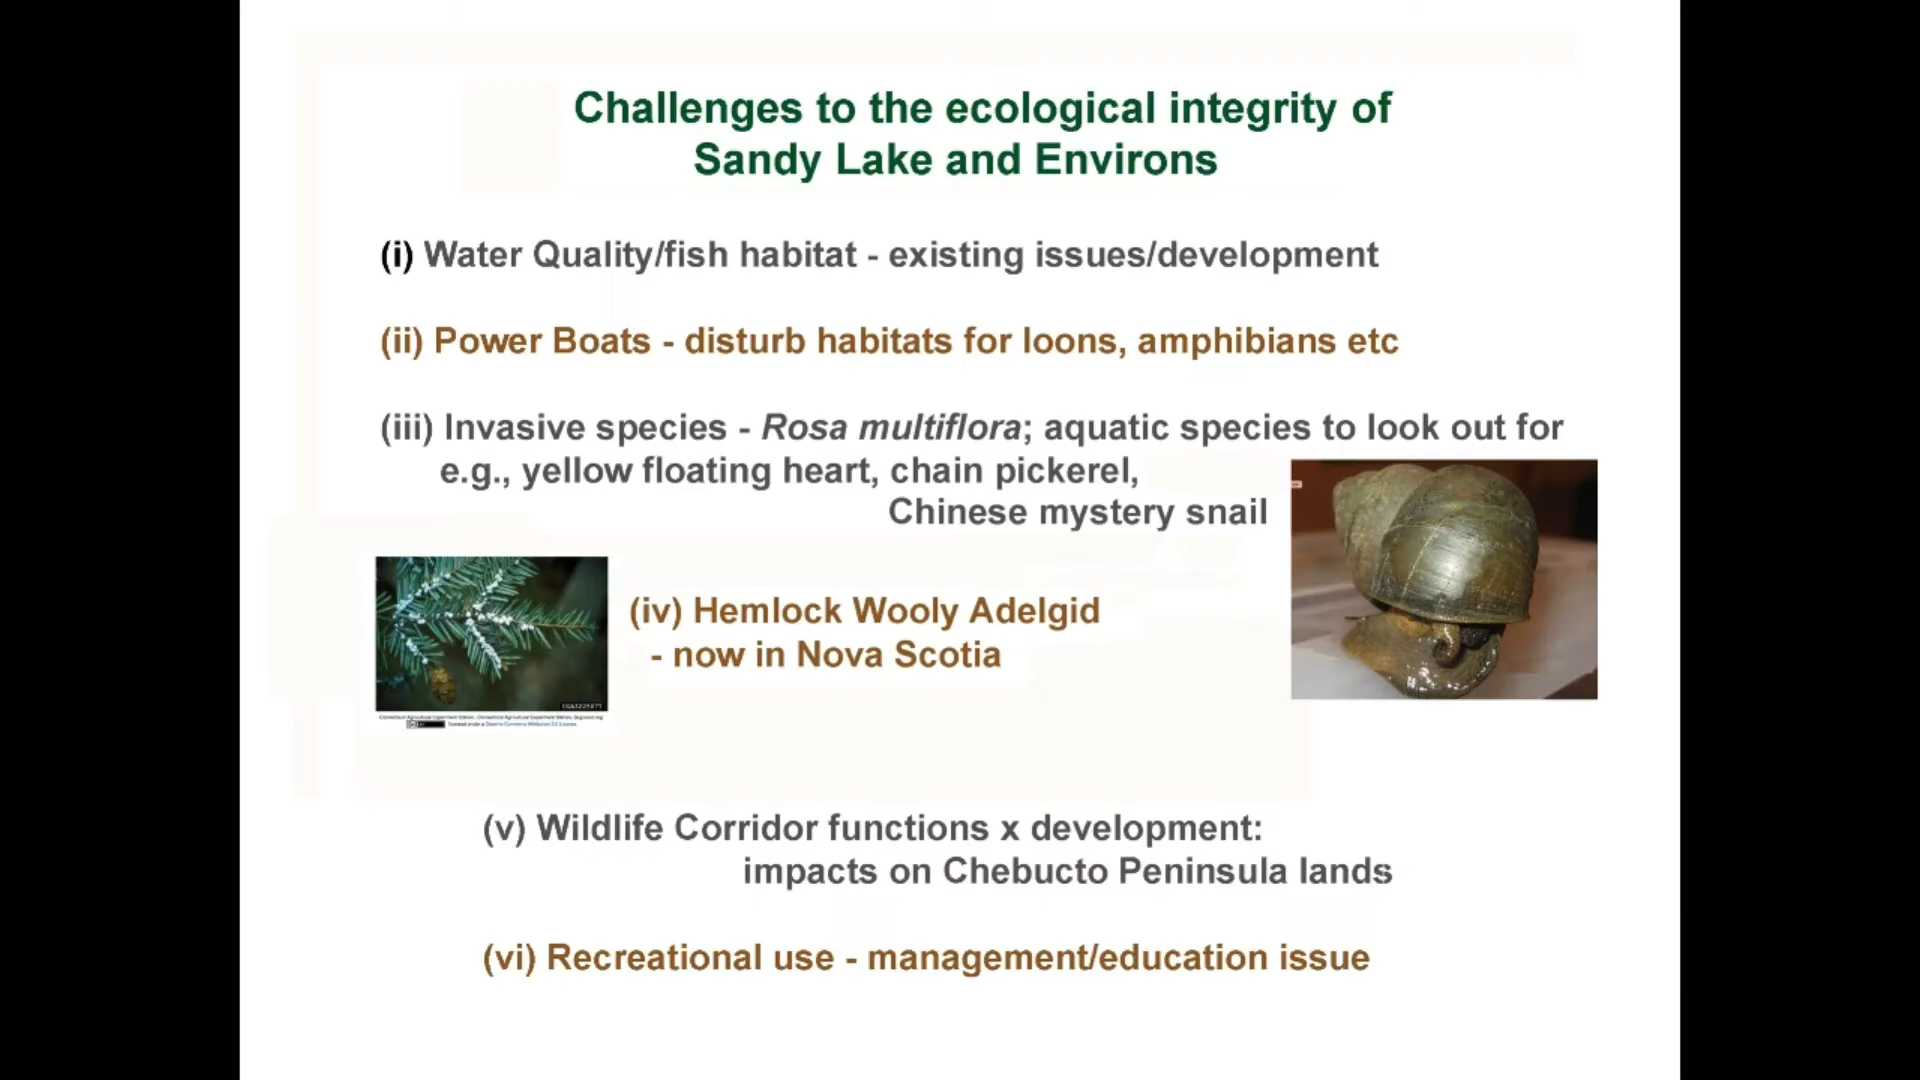 Challenges to the ecological integrity of
Sandy Lake and Environs
(i) Water Quality/fish habitat - existing issues/development
(ii) Power Boats - disturb habitats for loons, amphibians etc
(iii) Invasive species - Rosa multiflora; aquatic species to look out for
e.g., yellow floating heart, chain pickerel,
Chinese mystery snail
(iv) Hemlock Wooly Adelgid
- now in Nova Scotia
(v) Wildlife Corridor functions x development:
impacts on Chebucto Peninsula lands
(vi) Recreational use - management/education issue